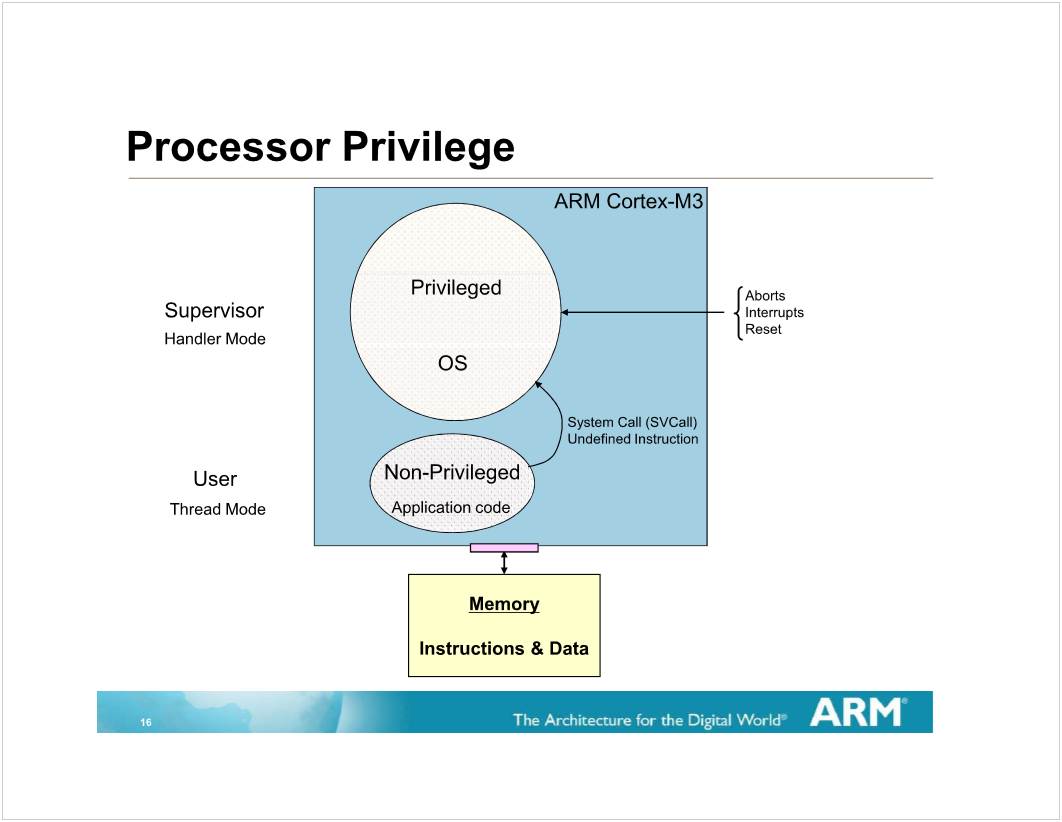 Processor Privilege
ARM Cortex-M3
Privileged
OS
Supervisor
Handler Mode
Aborts
Interrupts
Reset
System Call (SVCall)
Undefined Instruction
Non-Privileged
Application code
User
Thread Mode
Memory
Instructions & Data
16
The Architecture for the Digital World®
ARM®